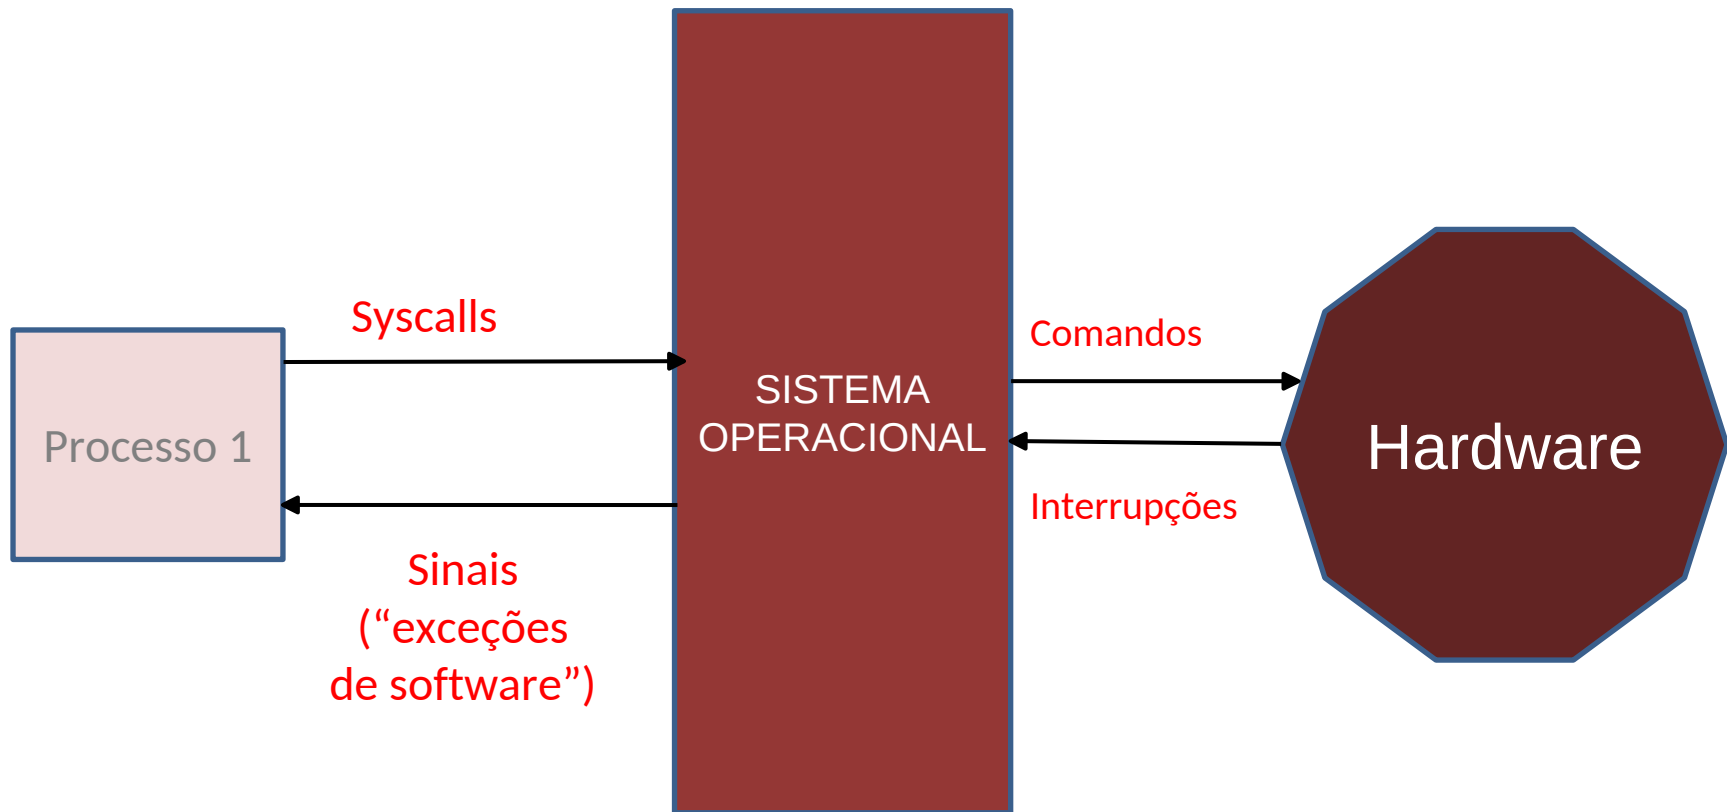 Syscalls
Processo 1
Sinais
(“exceções
de software”)
SISTEMA
OPERACIONAL
Comandos
Interrupções
Hardware